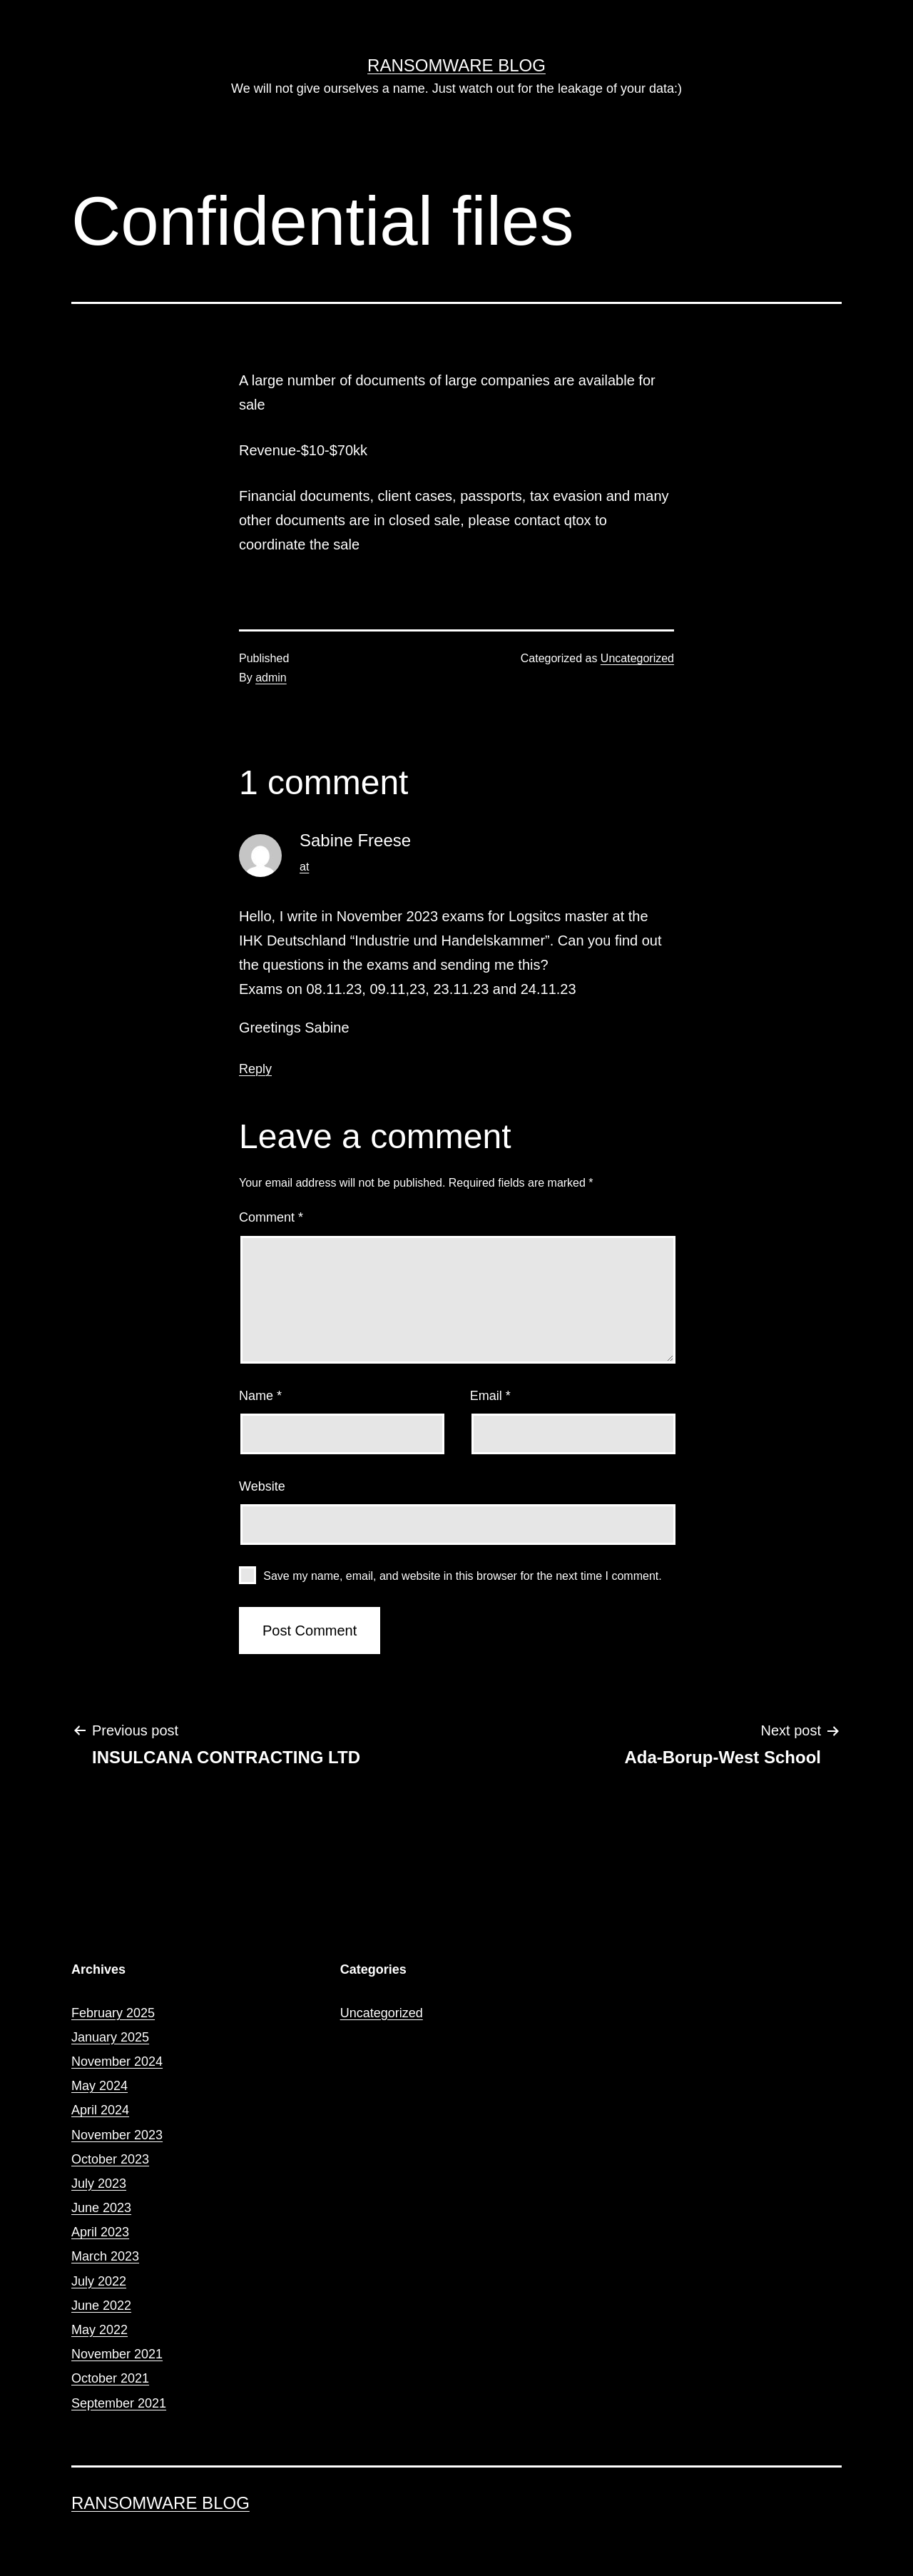 RANSOMWARE BLOG
We will not give ourselves a name. Just watch out for the leakage of your data:)
Confidential files
A large number of documents of large companies are available for
sale
Revenue-$10-$70kk
Financial documents, client cases, passports, tax evasion and many
other documents are in closed sale, please contact qtox to
coordinate the sale
Published
By admin
Categorized as Uncategorized
1 comment
Sabine Freese
at
Hello, I write in November 2023 exams for Logsitcs master at the
IHK Deutschland “Industrie und Handelskammer”. Can you find out
the questions in the exams and sending me this?
Exams on 08.11.23, 09.11,23, 23.11.23 and 24.11.23
Greetings Sabine
Reply
Leave a comment
Your email address will not be published. Required fields are marked *
Comment *
Name *
Email *
Website
Save my name, email, and website in this browser for the next time I comment.
Post Comment
← Previous post
INSULCANA CONTRACTING LTD
Next post →
Ada-Borup-West School
Archives
February 2025
January 2025
November 2024
May 2024
April 2024
November 2023
October 2023
July 2023
June 2023
April 2023
March 2023
July 2022
June 2022
May 2022
November 2021
October 2021
September 2021
Categories
Uncategorized
RANSOMWARE BLOG